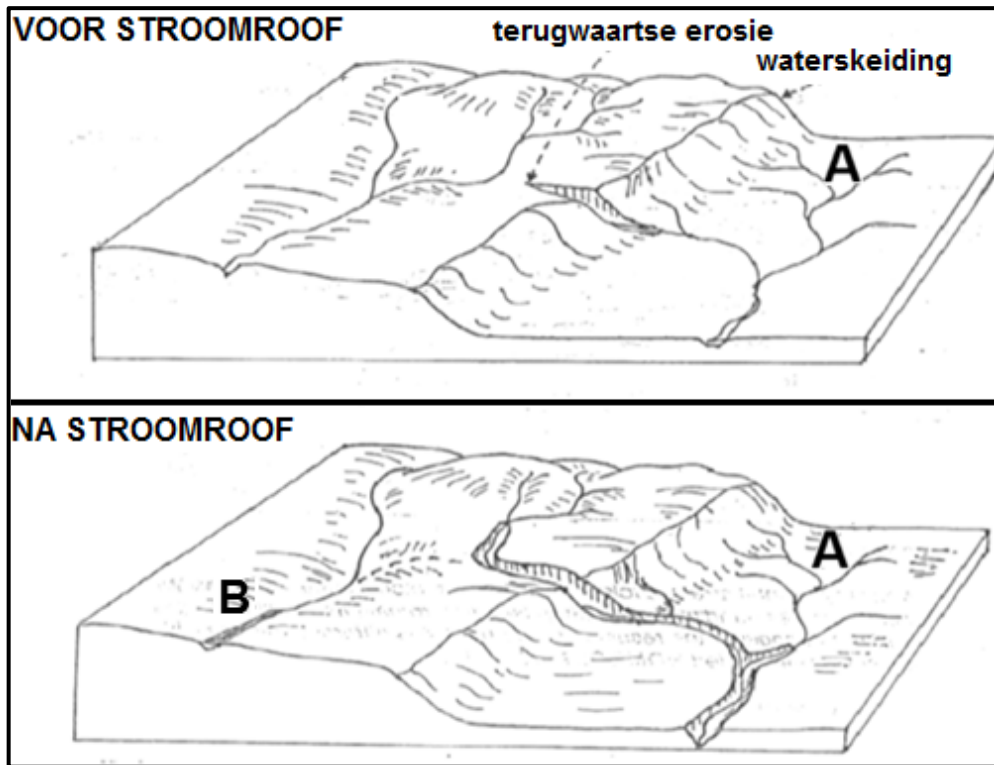 VOOR STROOMROOF
terugwaartse erosie
waterskeiding
A
NA STROOMROOF
A
B